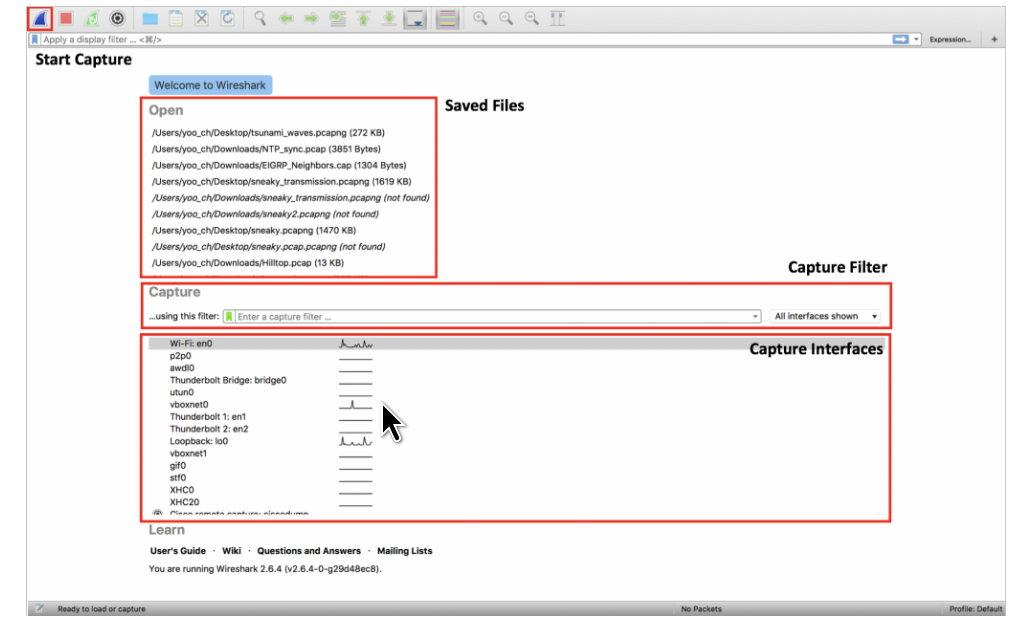 Apply a display filter ... <⌘/>
Expression...
+
Start Capture
Welcome to Wireshark
Saved Files
Open
/Users/yoo_ch/Desktop/tsunami_waves.pcapng (272 KB)
/Users/yoo_ch/Downloads/NTP_sync.pcap (3851 Bytes)
/Users/yoo_ch/Downloads/EIGRP_Neighbors.cap (1304 Bytes)
/Users/yoo_ch/Desktop/sneaky_transmission.pcapng (1619 KB)
/Users/yoo_ch/Downloads/sneaky_transmission.pcapng (not found)
/Users/yoo_ch/Downloads/sneaky2.pcapng (not found)
/Users/yoo_ch/Desktop/sneaky.pcapng (1470 KB)
/Users/yoo_ch/Desktop/sneaky.pcap.pcapng (not found)
/Users/yoo_ch/Downloads/Hilltop.pcap (13 KB)
Capture Filter
Capture
...using this filter: Enter a capture filter ... All interfaces shown
Capture Interfaces
Wi-Fi: en0
p2p0
awdl0
Thunderbolt Bridge: bridge0
utun0
vboxnet0
Thunderbolt 1: en1
Thunderbolt 2: en2
Loopback: lo0
vboxnet1
gif0
stf0
XHC0
XHC20
Cisco remote capture: ciscodump
Learn
User's Guide · Wiki · Questions and Answers · Mailing Lists
You are running Wireshark 2.6.4 (v2.6.4-0-g29d48ec8).
Ready to load or capture
No Packets
Profile: Default